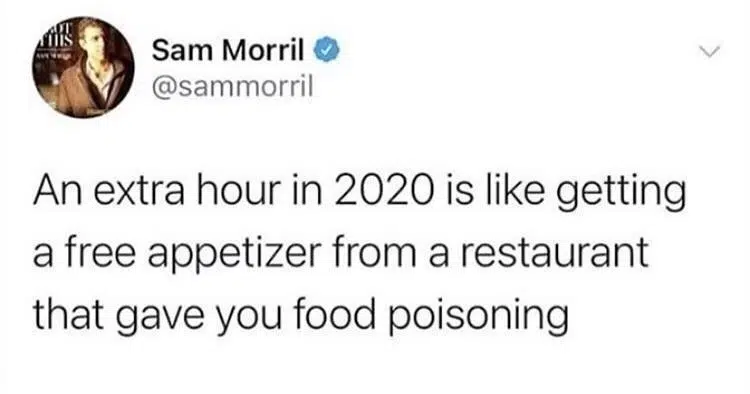 Sam Morril
@sammorril
An extra hour in 2020 is like getting
a free appetizer from a restaurant
that gave you food poisoning